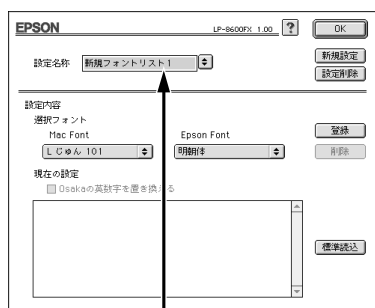 EPSON LP-8600FX 1.00 ? OK
設定名称 新規フォントリスト1 新規設定
設定削除
設定内容
選択フォント
Mac Font Epson Font 登録
Lじゅん 101 明朝体 削除
現在の設定
Osakaの英数字を置き換える
標準読込